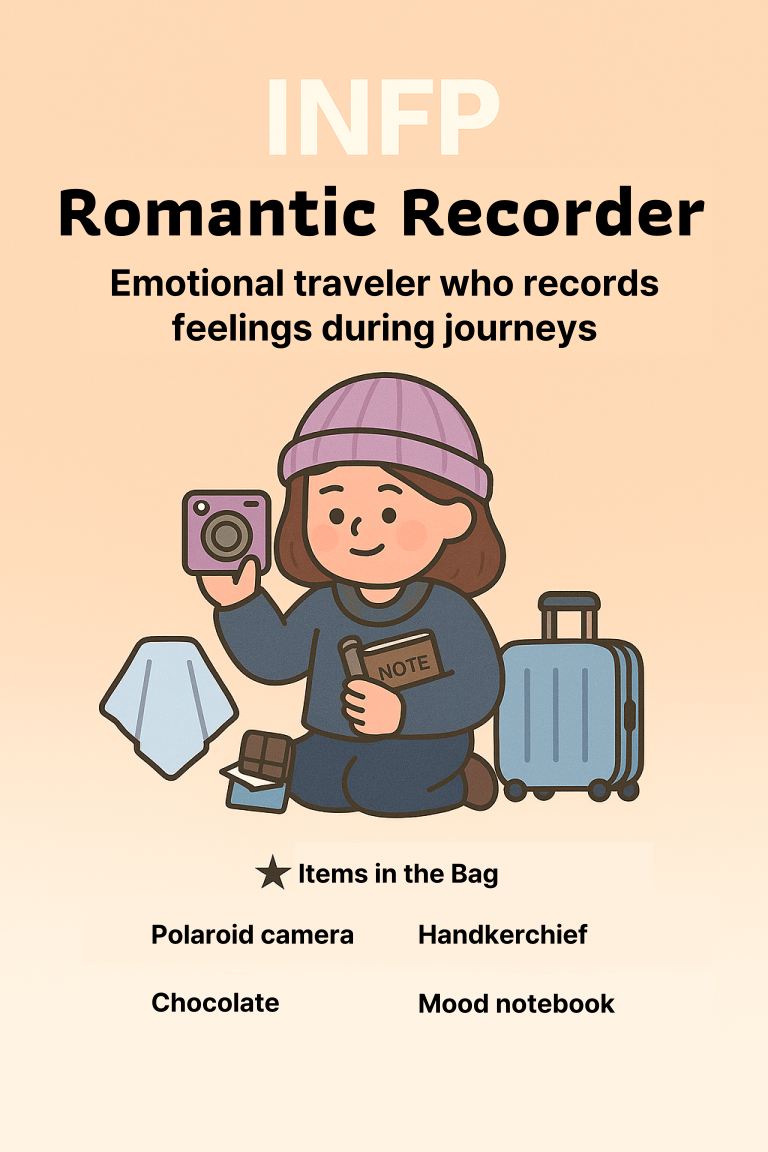 INFP
Romantic Recorder
Emotional traveler who records
feelings during journeys
NOTE
★ Items in the Bag
Polaroid camera
Handkerchief
Chocolate
Mood notebook